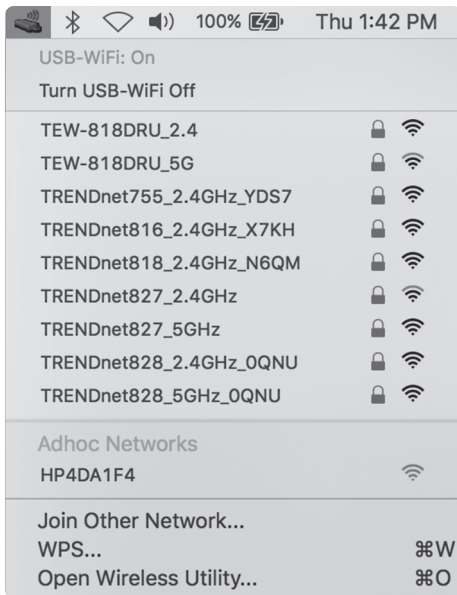 100% Thu 1:42 PM
USB-WiFi: On
Turn USB-WiFi Off
TEW-818DRU_2.4
TEW-818DRU_5G
TRENDnet755_2.4GHz_YDS7
TRENDnet816_2.4GHz_X7KH
TRENDnet818_2.4GHz_N6QM
TRENDnet827_2.4GHz
TRENDnet827_5GHz
TRENDnet828_2.4GHz_0QNU
TRENDnet828_5GHz_0QNU
Adhoc Networks
HP4DA1F4
Join Other Network...
WPS... ⌘W
Open Wireless Utility... ⌘O